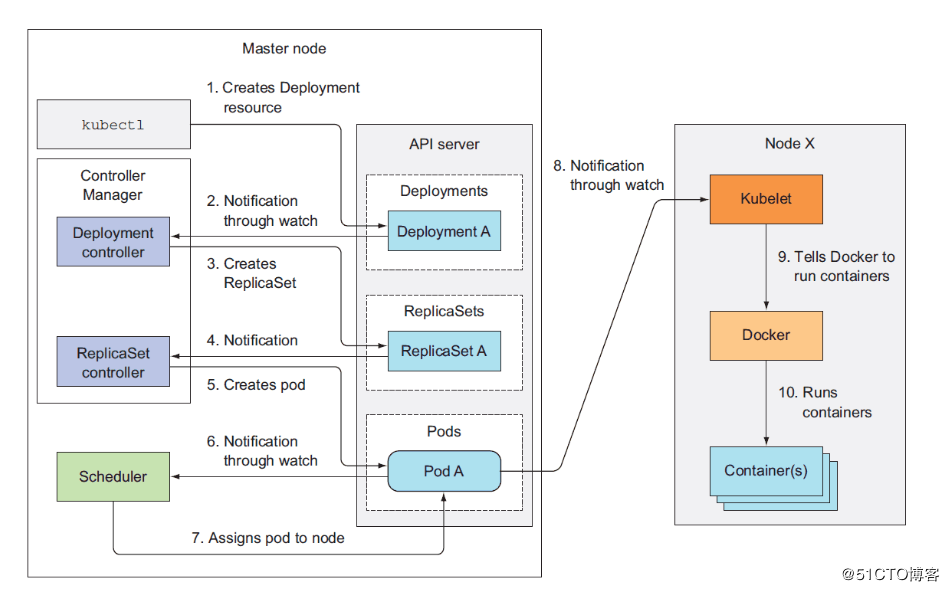 Master node
1. Creates Deployment
resource
kubectl
API server
Controller
Manager
Deployments
2. Notification
through watch
Deployment
controller
Deployment A
3. Creates
ReplicaSet
ReplicaSets
4. Notification
ReplicaSet
controller
ReplicaSet A
5. Creates pod
Pods
6. Notification
through watch
Scheduler
Pod A
7. Assigns pod to node
8. Notification
through watch
Node X
Kubelet
9. Tells Docker to
run containers
Docker
10. Runs
containers
Container(s)
@51CTO博客